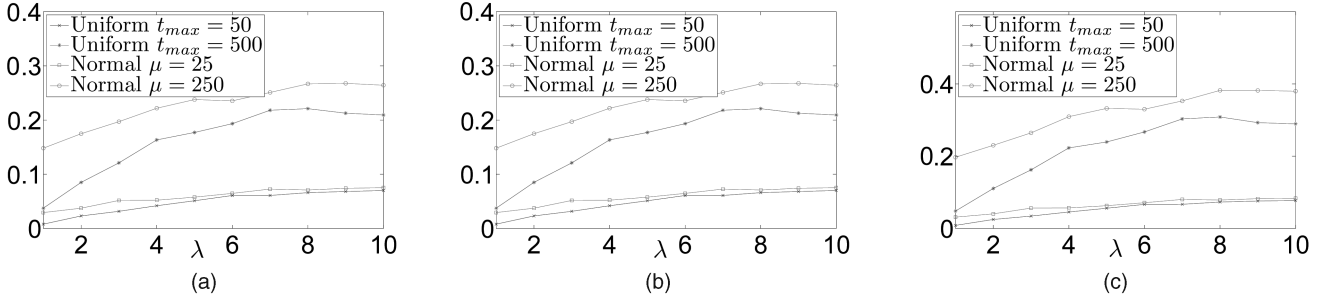 0.4
0.3
0.2
0.1
0
Uniform t_max = 50
Uniform t_max = 500
Normal μ = 25
Normal μ = 250
2 4 6 8 10
λ
(a)
0.4
0.3
0.2
0.1
0
Uniform t_max = 50
Uniform t_max = 500
Normal μ = 25
Normal μ = 250
2 4 6 8 10
λ
(b)
0.4
0.2
0
Uniform t_max = 50
Uniform t_max = 500
Normal μ = 25
Normal μ = 250
2 4 6 8 10
λ
(c)